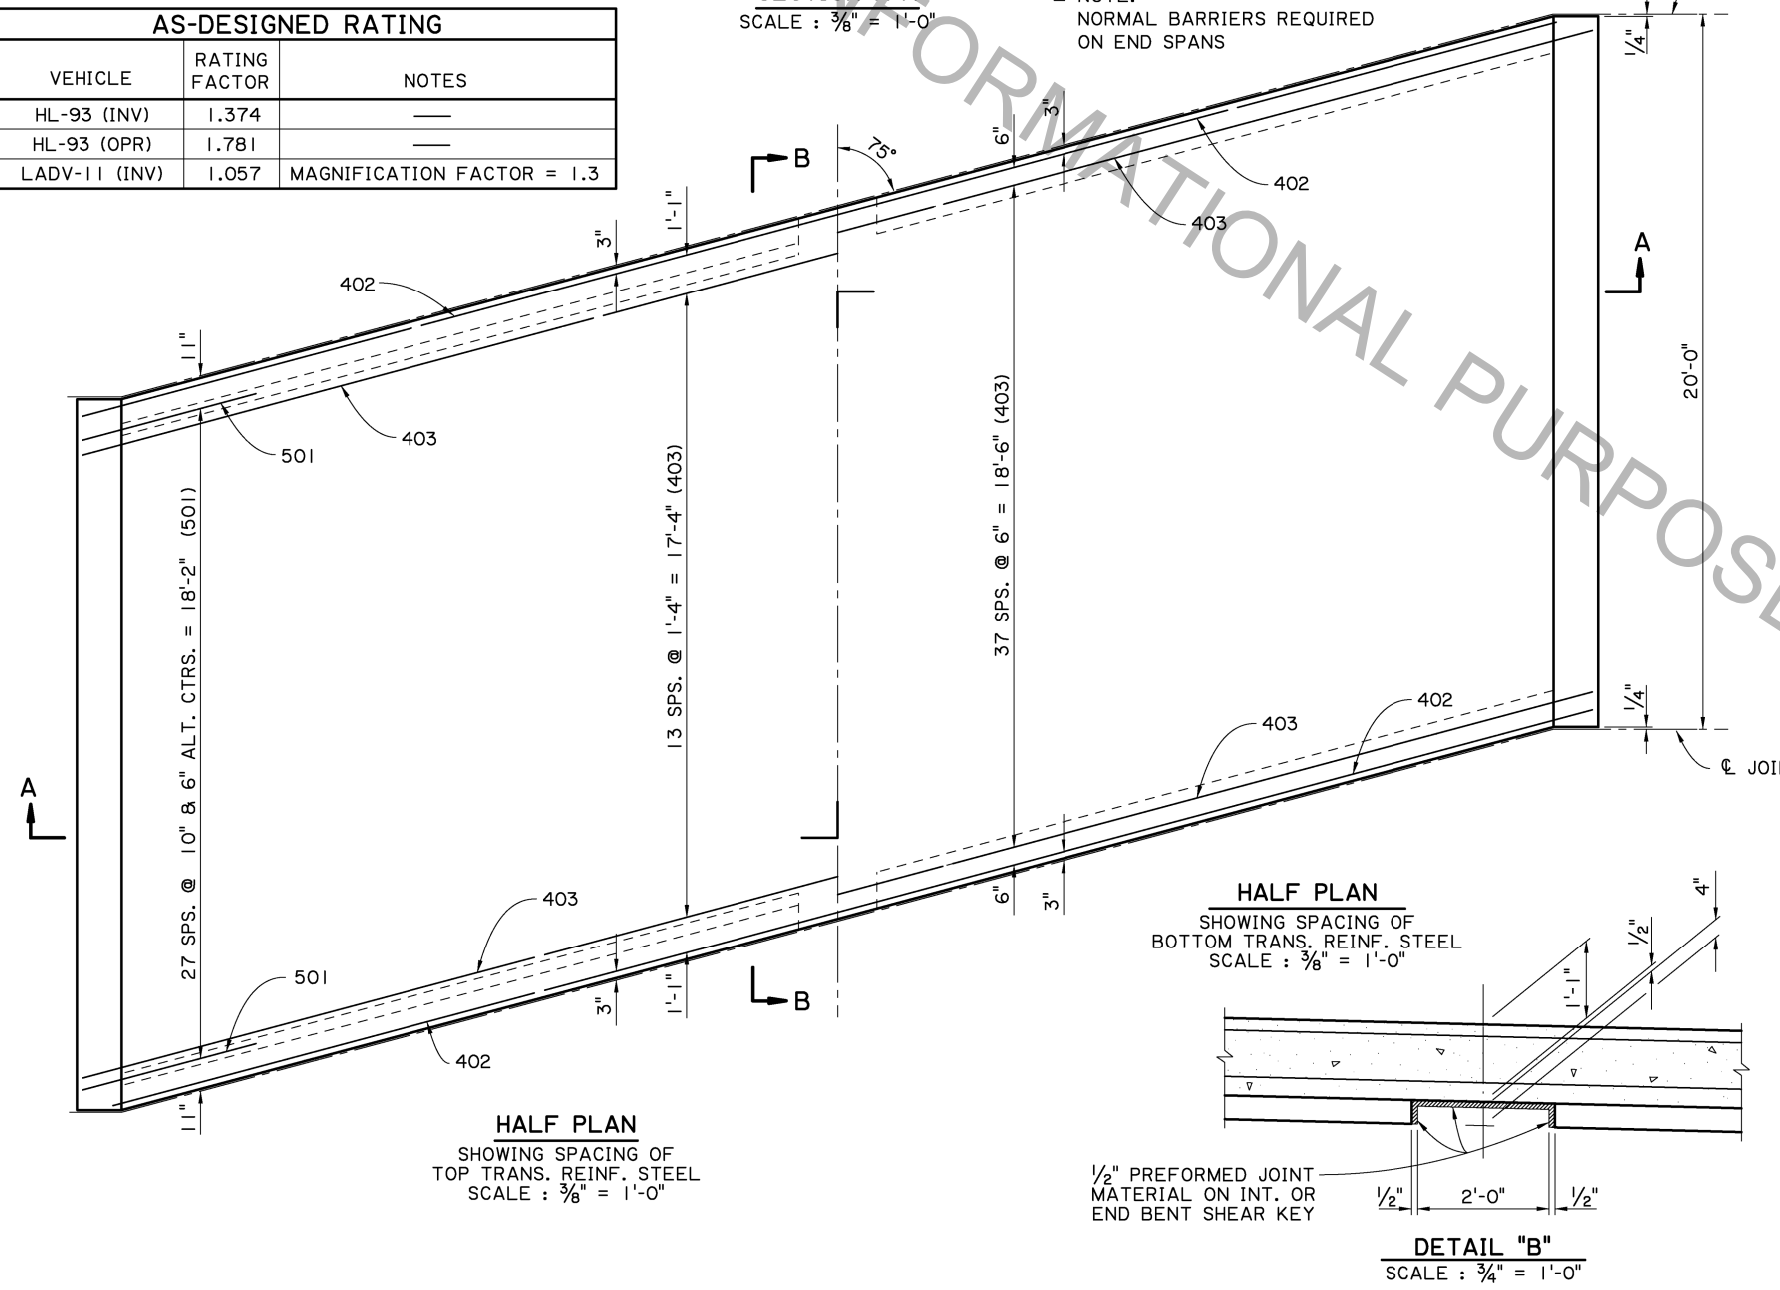 AS-DESIGNED RATING
VEHICLE RATING FACTOR NOTES
HL-93 (INV) 1.374 —
HL-93 (OPR) 1.781 —
LADV-11 (INV) 1.057 MAGNIFICATION FACTOR = 1.3
SCALE : 3/8" = 1'-0"
NOTE:
NORMAL BARRIERS REQUIRED
ON END SPANS
FORMATIONAL PURPOSE
1/4"
3"
6"
75°
B
402
403
1'-1"
3"
402
11"
403
501
A
20'-0"
27 SPS. @ 10" & 6" ALT. CTRS. = 18'-2" (501)
13 SPS. @ 1'-4" = 17'-4" (403)
37 SPS. @ 6" = 18'-6" (403)
1/4"
402
403
℄ JOI
A
403
501
402
11"
3"
1'-1"
B
6"
3"
HALF PLAN
SHOWING SPACING OF
TOP TRANS. REINF. STEEL
SCALE : 3/8" = 1'-0"
HALF PLAN
SHOWING SPACING OF
BOTTOM TRANS. REINF. STEEL
SCALE : 3/8" = 1'-0"
4"
1/2"
1'-1"
1/2" PREFORMED JOINT
MATERIAL ON INT. OR
END BENT SHEAR KEY
1/2" 2'-0" 1/2"
DETAIL "B"
SCALE : 3/4" = 1'-0"